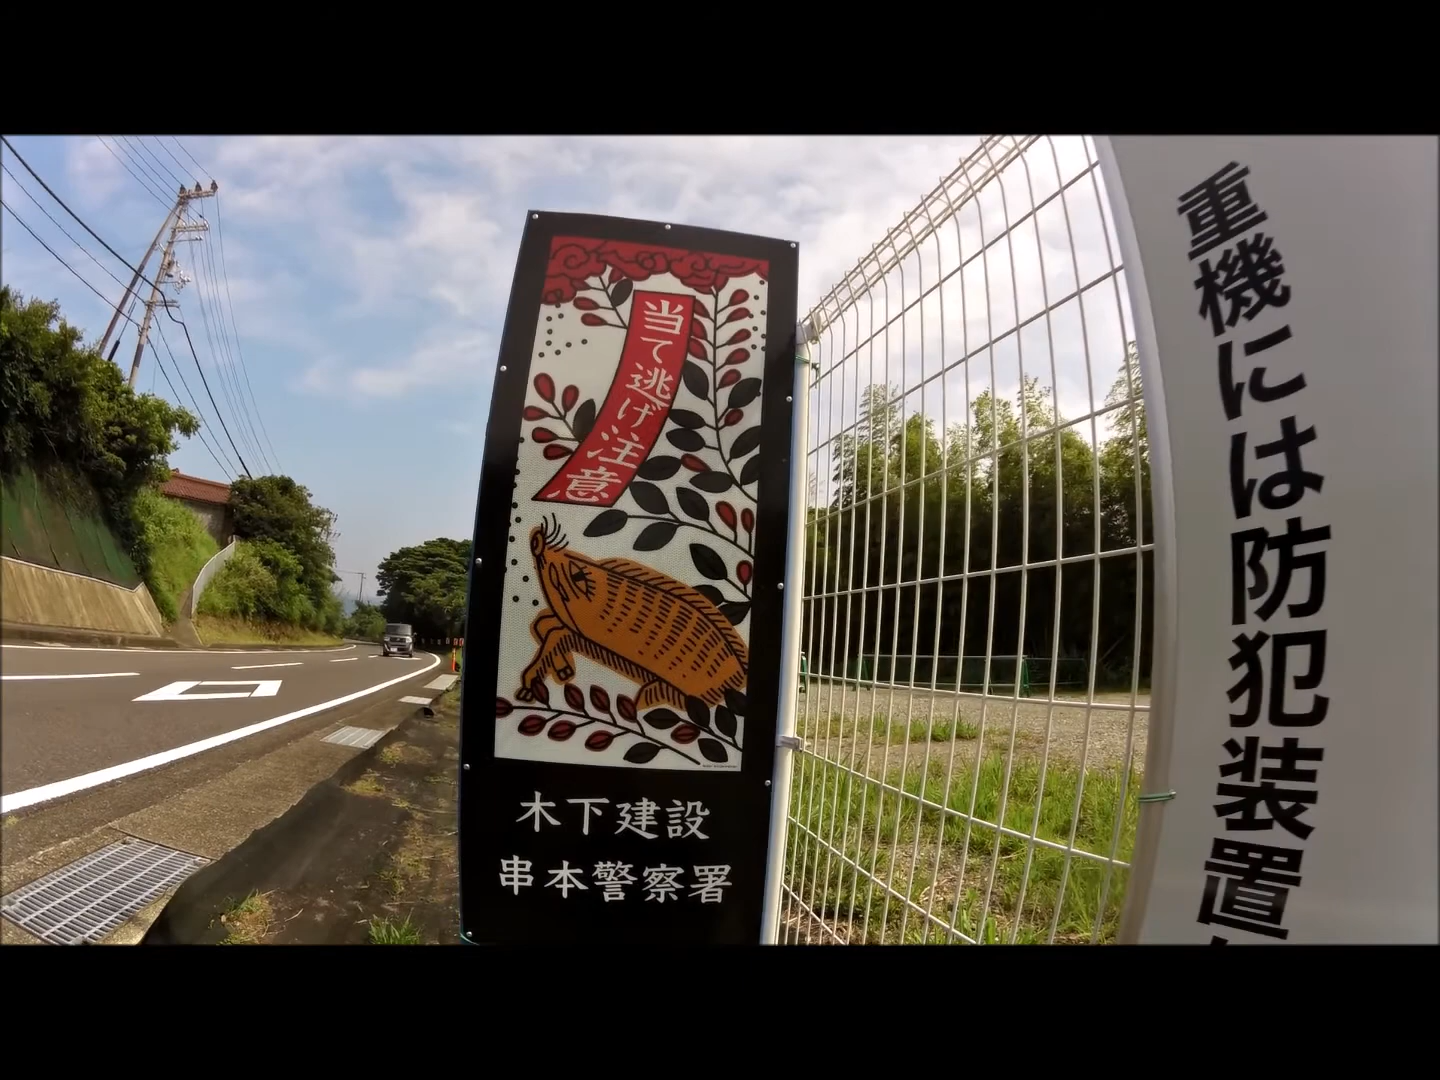 当て逃げ注意
木下建設
串本警察署
重機には防犯装置